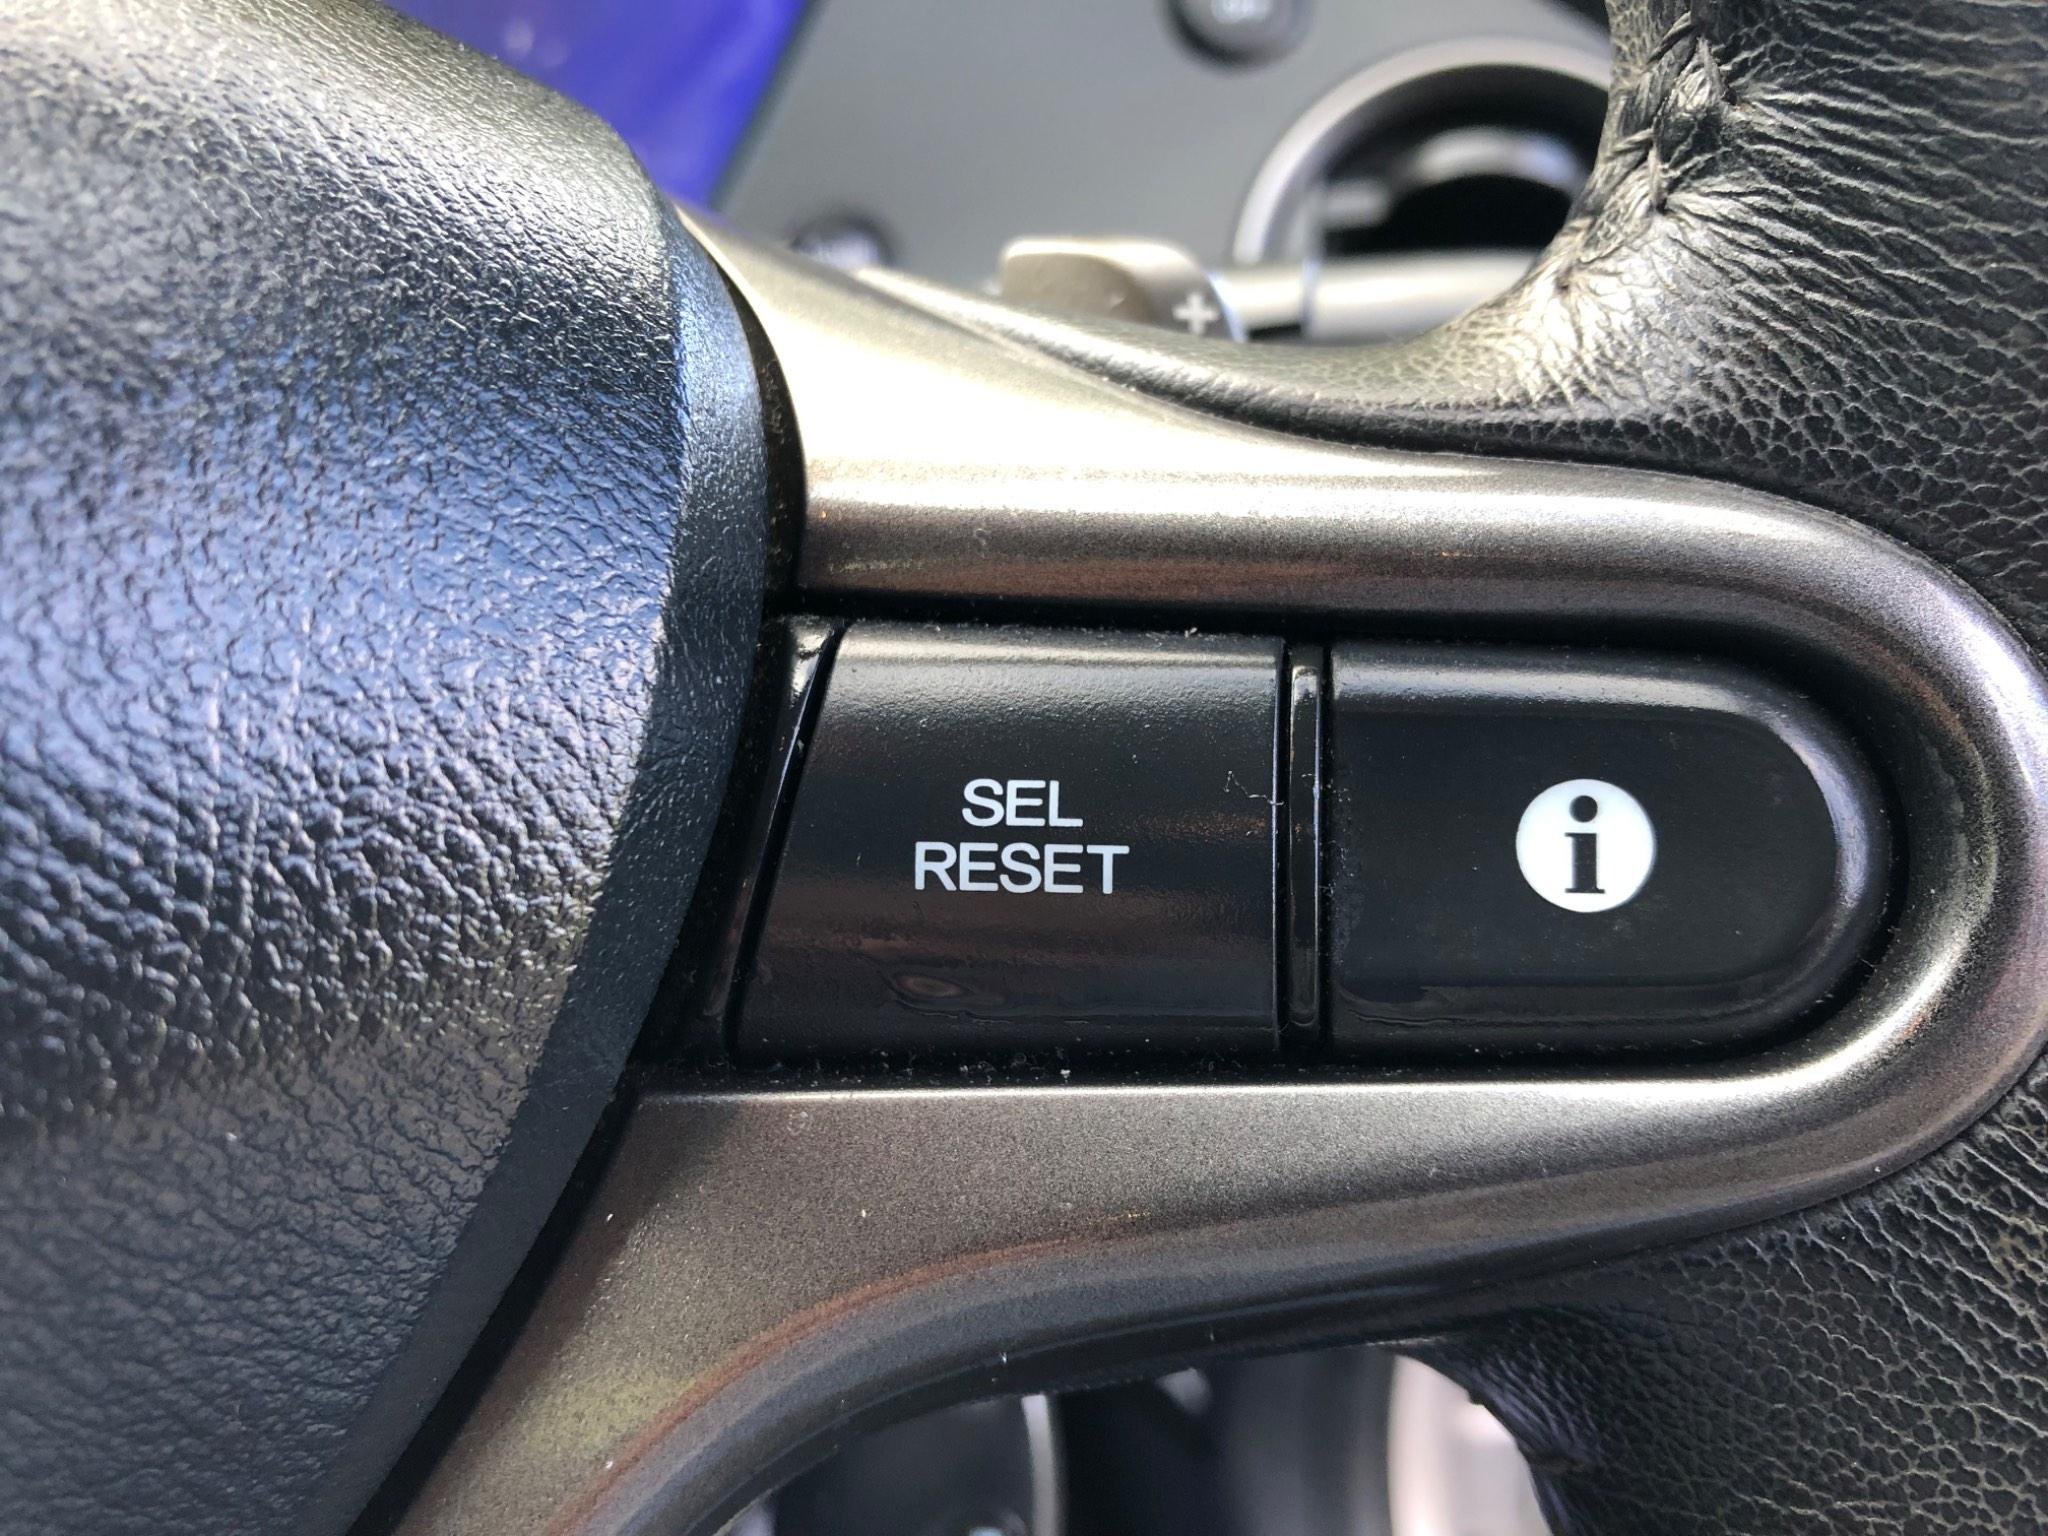 +
SEL
RESET
i